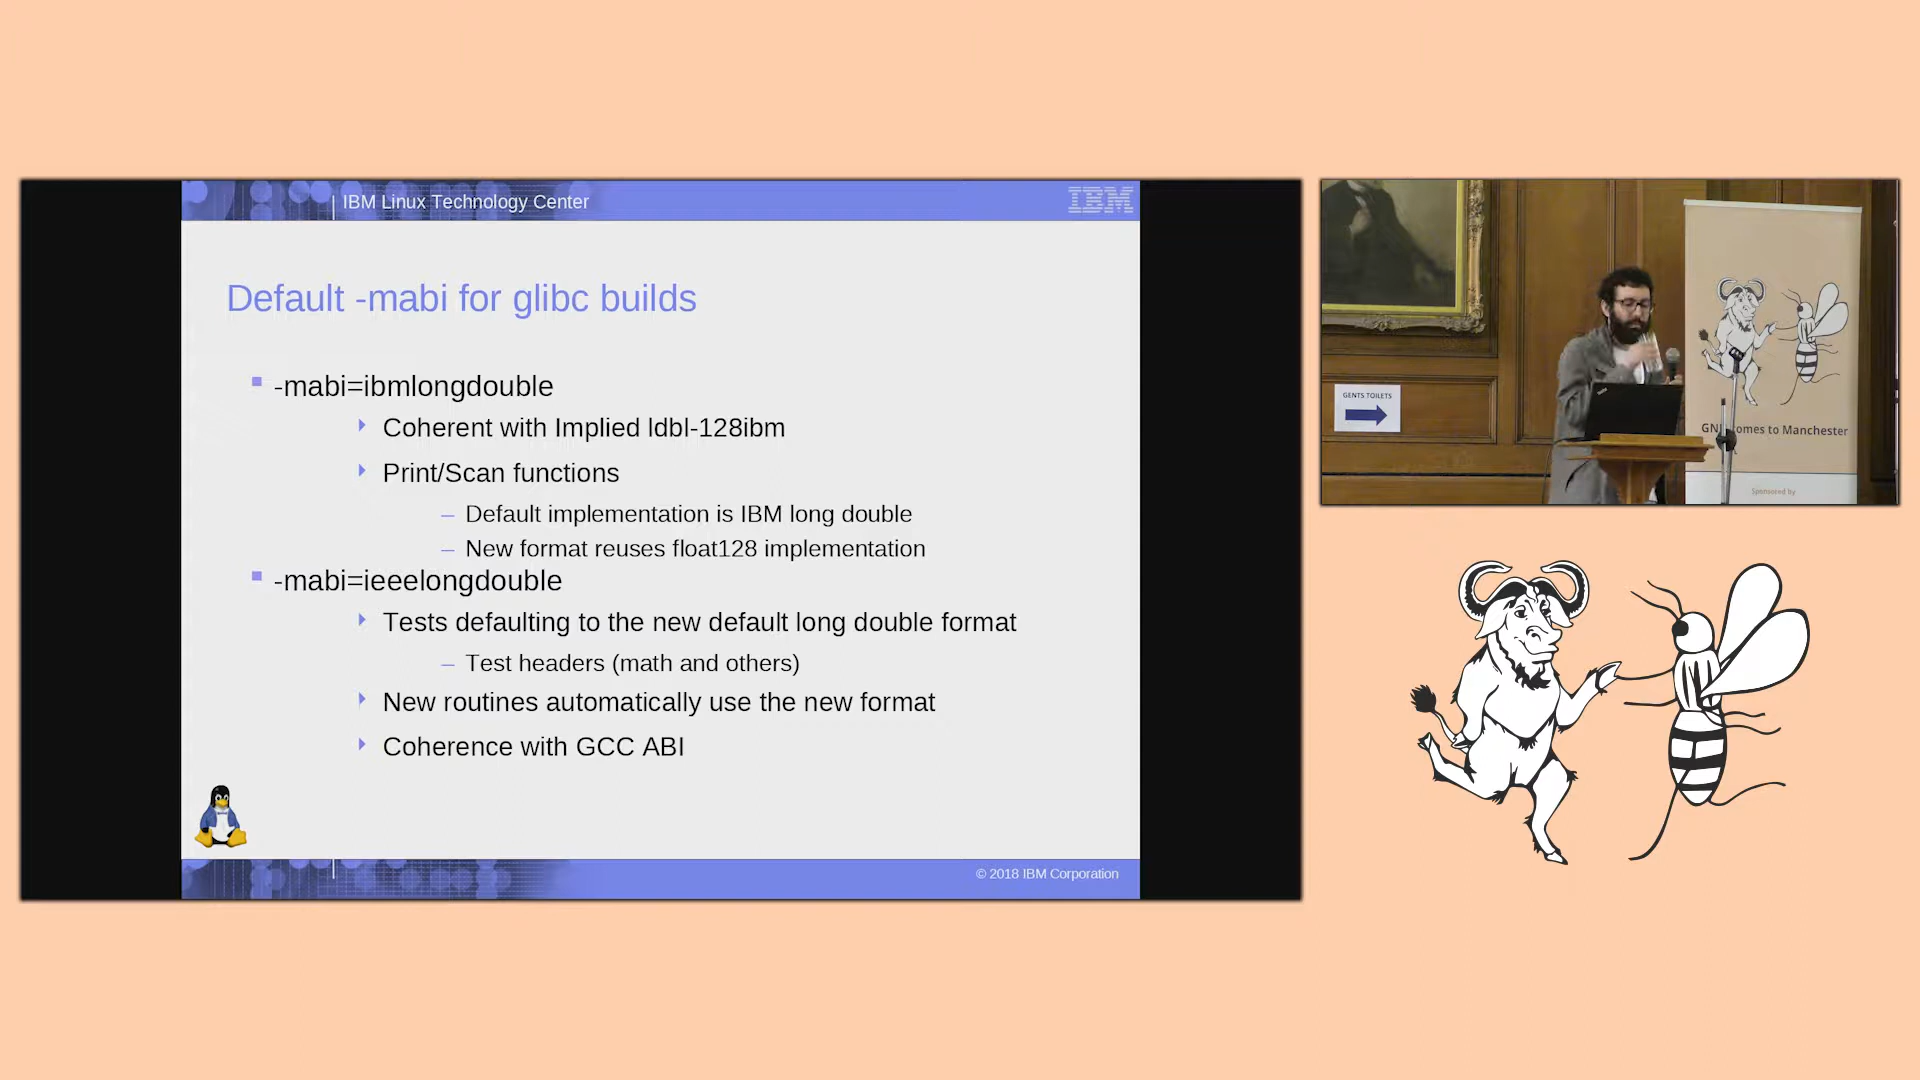 IBM Linux Technology Center
IBM
Default -mabi for glibc builds
-mabi=ibmlongdouble
Coherent with Implied ldbl-128ibm
Print/Scan functions
– Default implementation is IBM long double
– New format reuses float128 implementation
-mabi=ieeelongdouble
Tests defaulting to the new default long double format
– Test headers (math and others)
New routines automatically use the new format
Coherence with GCC ABI
© 2018 IBM Corporation
GENTS TOILETS
comes to Manchester
Sponsored by